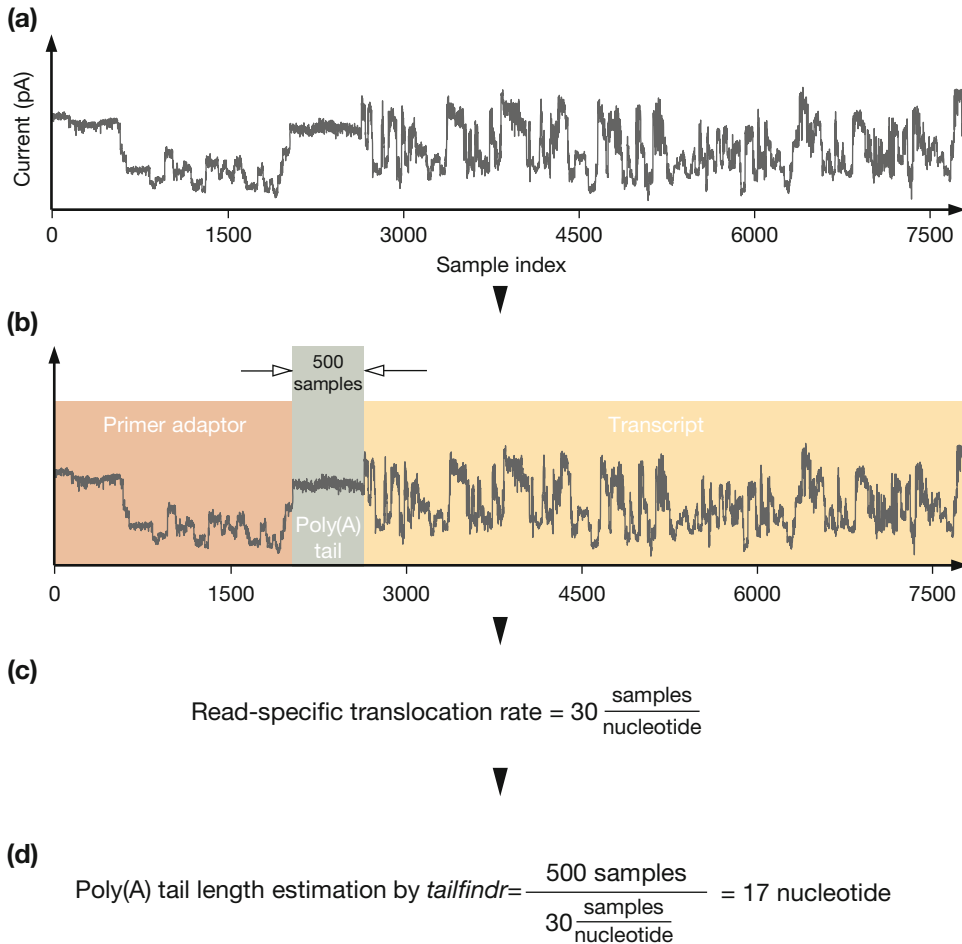 (a)
Current (pA)
0 1500 3000 4500 6000 7500
Sample index
(b)
500
samples
Primer adaptor
Transcript
Poly(A)
tail
0 1500 3000 4500 6000 7500
(c)
Read-specific translocation rate = 30 samples/nucleotide
(d)
Poly(A) tail length estimation by tailfindr= 500 samples / 30 samples/nucleotide = 17 nucleotide